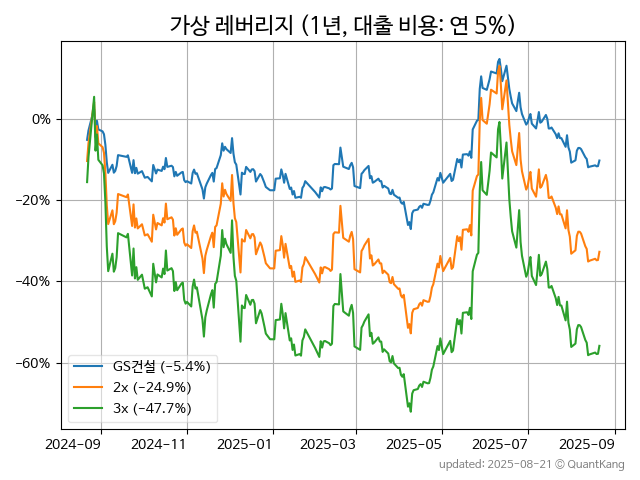 가상 레버리지 (1년, 대출 비용: 연 5%)
0%
−20%
−40%
−60%
GS건설 (−5.4%)
2x (−24.9%)
3x (−47.7%)
2024-09
2024-11
2025-01
2025-03
2025-05
2025-07
2025-09
updated: 2025-08-21 © QuantKang